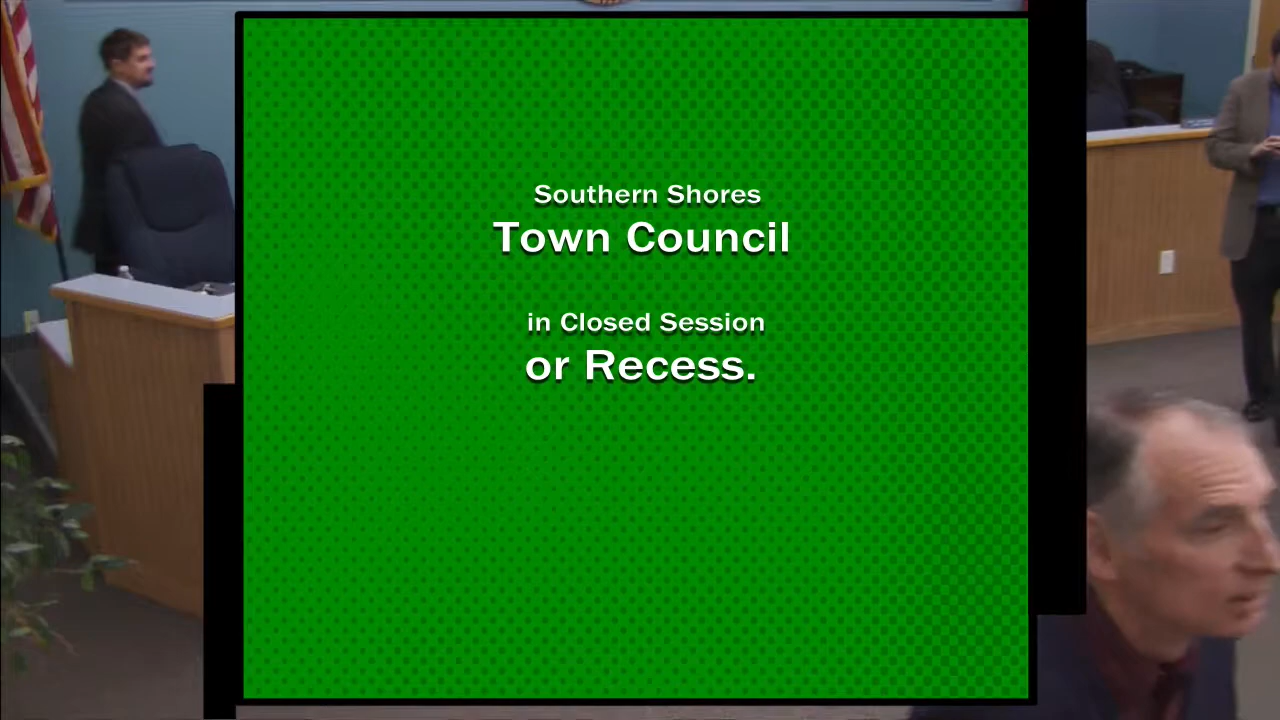 Southern Shores
Town Council
in Closed Session
or Recess.